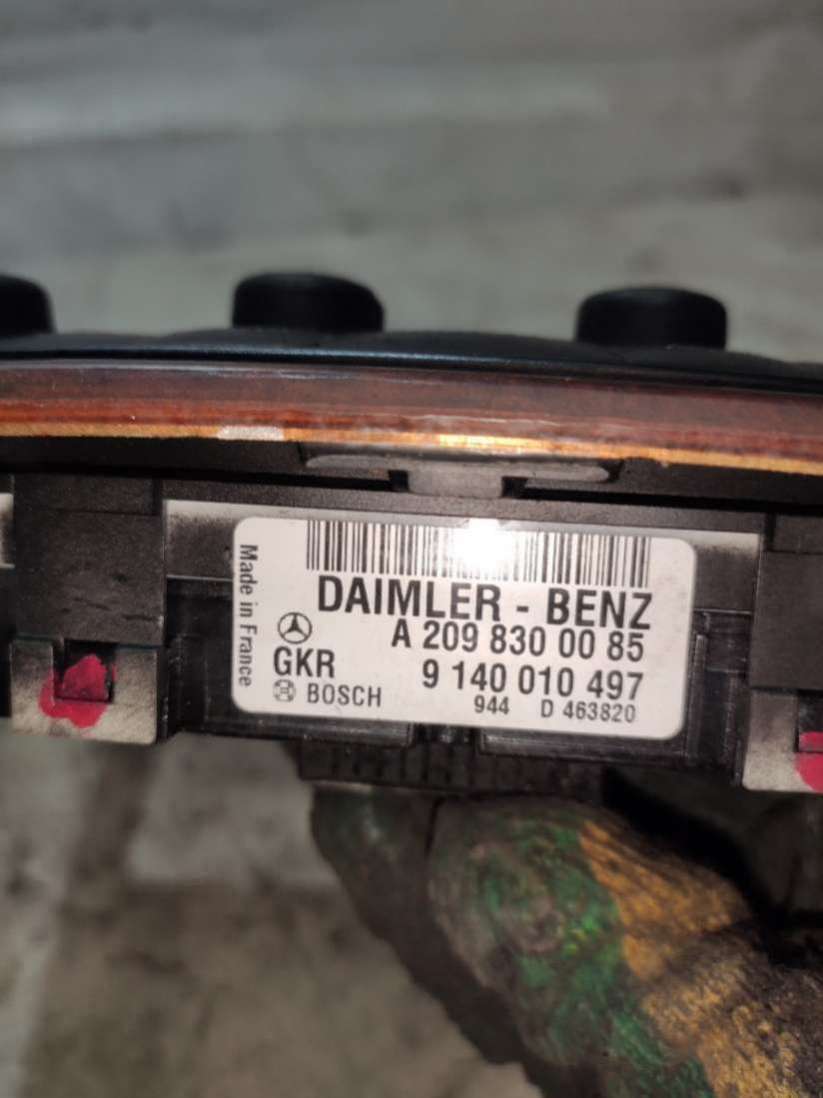 Made in France
DAIMLER - BENZ
A 209 830 00 85
GKR 9 140 010 497
BOSCH 944 D 463820